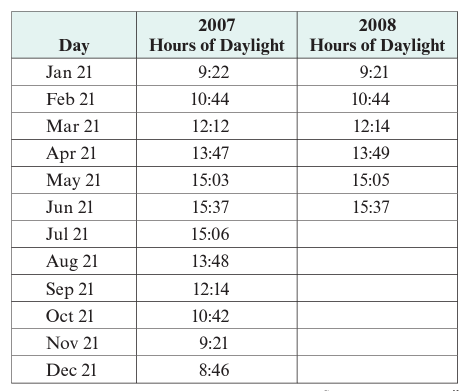 2007 2008
Day Hours of Daylight Hours of Daylight
Jan 21 9:22 9:21
Feb 21 10:44 10:44
Mar 21 12:12 12:14
Apr 21 13:47 13:49
May 21 15:03 15:05
Jun 21 15:37 15:37
Jul 21 15:06
Aug 21 13:48
Sep 21 12:14
Oct 21 10:42
Nov 21 9:21
Dec 21 8:46